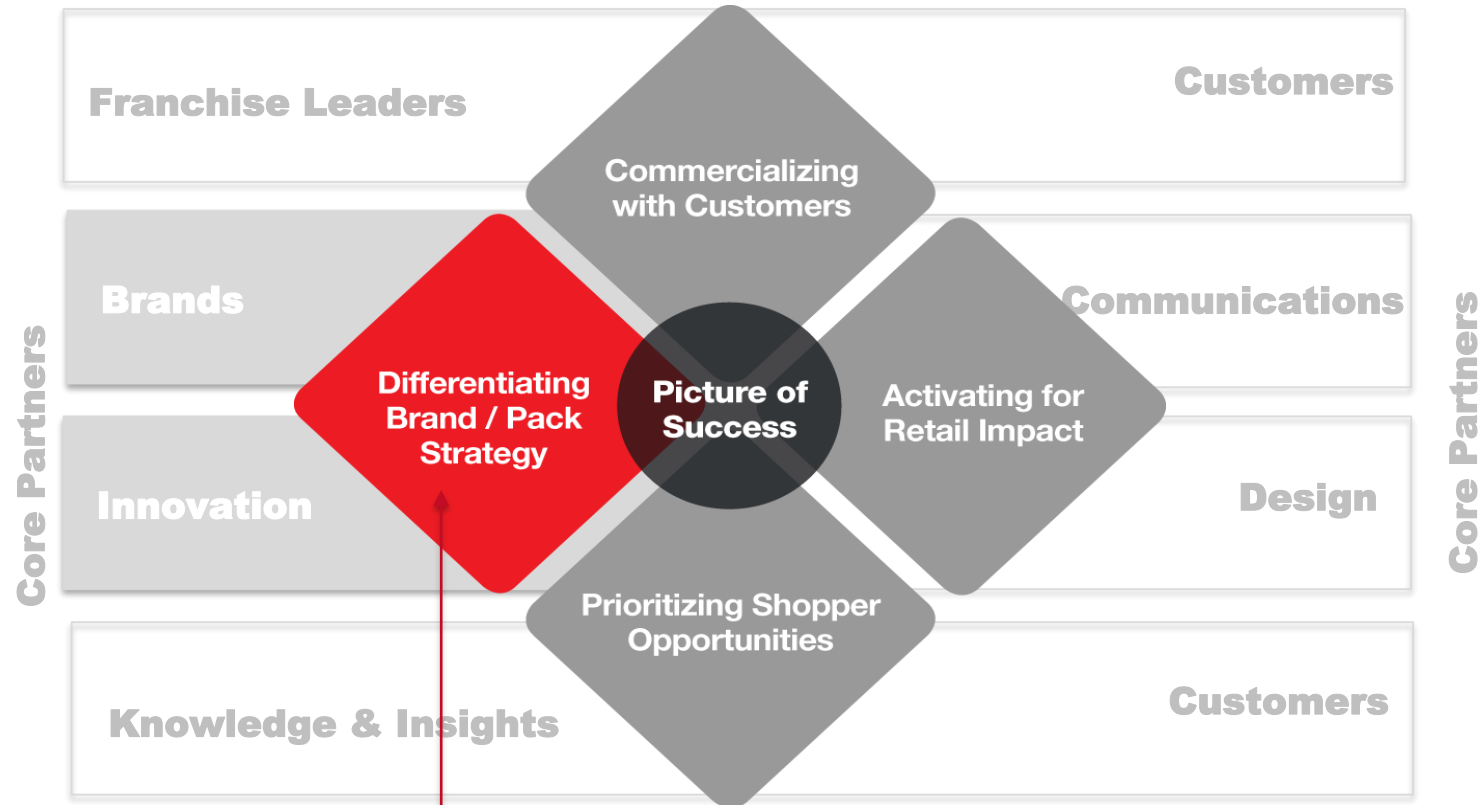 Franchise Leaders
Customers
Commercializing
with Customers
Brands
Communications
Core Partners
Differentiating
Brand / Pack
Strategy
Picture of
Success
Activating for
Retail Impact
Core Partners
Innovation
Design
Prioritizing Shopper
Opportunities
Knowledge & Insights
Customers